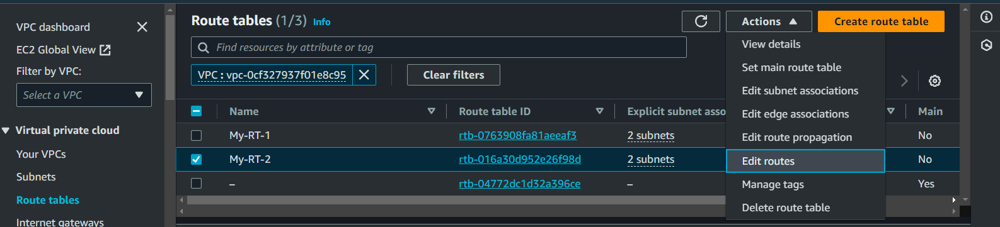 VPC dashboard
EC2 Global View
Filter by VPC:
Select a VPC
Virtual private cloud
Your VPCs
Subnets
Route tables
Internet gateways
Route tables (1/3) Info
Actions
Create route table
Find resources by attribute or tag
VPC : vpc-0cf327937f01e8c95
Clear filters
Name Route table ID Explicit subnet asso Main
My-RT-1 rtb-0763908fa81aeeaf3 2 subnets No
My-RT-2 rtb-016a30d952e26f98d 2 subnets No
– rtb-04772dc1d32a396ce – Yes
View details
Set main route table
Edit subnet associations
Edit edge associations
Edit route propagation
Edit routes
Manage tags
Delete route table